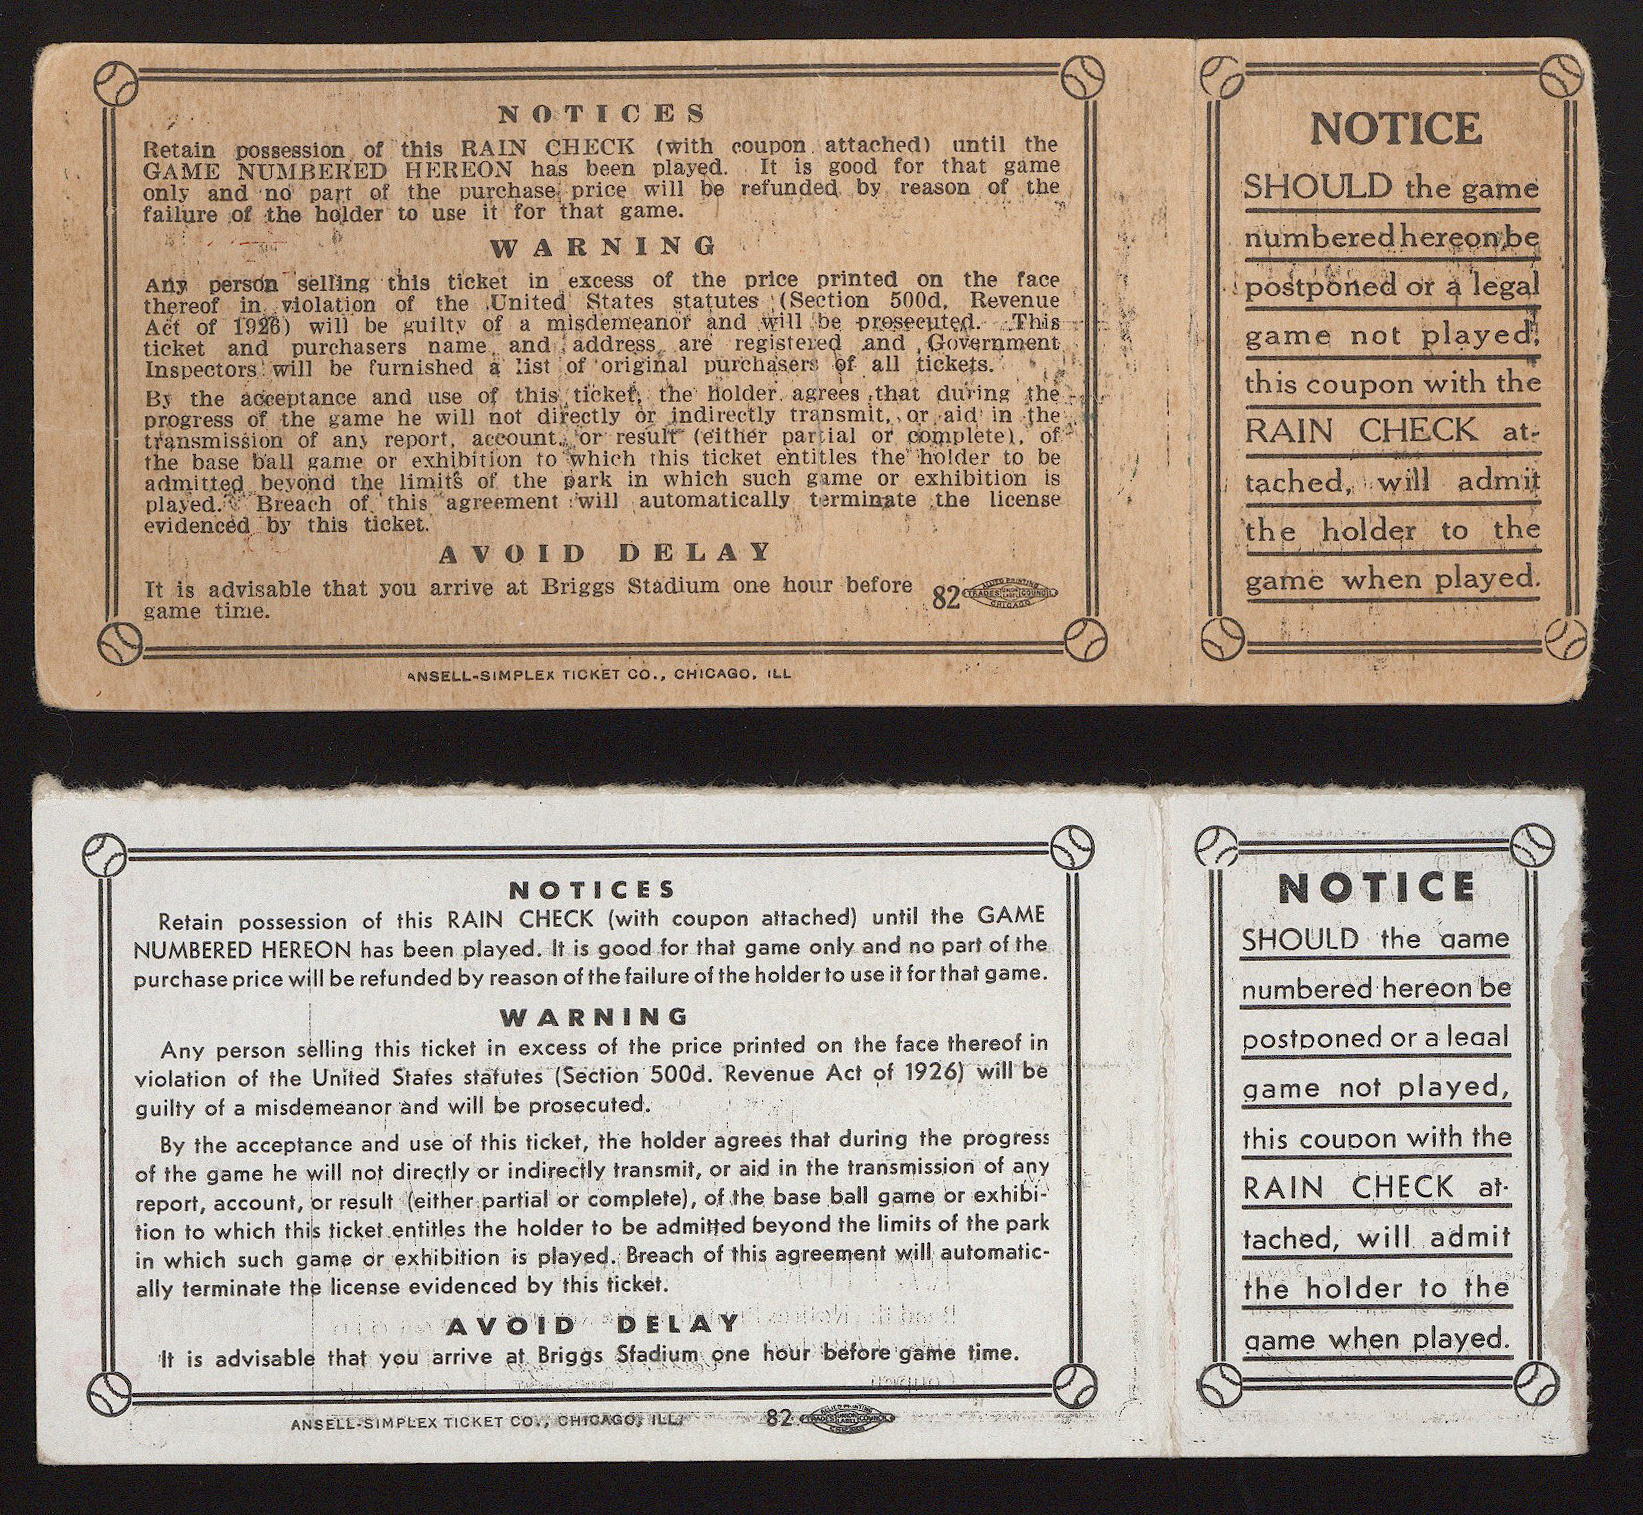 NOTICES
Retain possession of this RAIN CHECK (with coupon attached) until the
GAME NUMBERED HEREON has been played. It is good for that game
only and no part of the purchase price will be refunded by reason of the
failure of the holder to use it for that game.
WARNING
Any person selling this ticket in excess of the price printed on the face
thereof in violation of the United States statutes (Section 500d, Revenue
Act of 1926) will be guilty of a misdemeanor and will be prosecuted. This
ticket and purchasers name and address are registered and Government
Inspectors will be furnished a list of original purchasers of all tickets.
By the acceptance and use of this ticket, the holder agrees that during the
progress of the game he will not directly or indirectly transmit, or aid in the
transmission of any report, account, or result (either partial or complete), of
the base ball game or exhibition to which this ticket entitles the holder to be
admitted beyond the limits of the park in which such game or exhibition is
played. Breach of this agreement will automatically terminate the license
evidenced by this ticket.
AVOID DELAY
It is advisable that you arrive at Briggs Stadium one hour before
game time.
82 ALLIED PRINTING
TRADES COUNCIL
CHICAGO
ANSELL-SIMPLEX TICKET CO., CHICAGO, ILL
NOTICE
SHOULD the game
numbered hereon be
postponed or a legal
game not played,
this coupon with the
RAIN CHECK at-
tached, will admit
the holder to the
game when played.
NOTICES
Retain possession of this RAIN CHECK (with coupon attached) until the GAME
NUMBERED HEREON has been played. It is good for that game only and no part of the
purchase price will be refunded by reason of the failure of the holder to use it for that game.
WARNING
Any person selling this ticket in excess of the price printed on the face thereof in
violation of the United States statutes (Section 500d. Revenue Act of 1926) will be
guilty of a misdemeanor and will be prosecuted.
By the acceptance and use of this ticket, the holder agrees that during the progress
of the game he will not directly or indirectly transmit, or aid in the transmission of any
report, account, or result (either partial or complete), of the base ball game or exhibi-
tion to which this ticket entitles the holder to be admitted beyond the limits of the park
in which such game or exhibition is played. Breach of this agreement will automatic-
ally terminate the license evidenced by this ticket.
AVOID DELAY
It is advisable that you arrive at Briggs Stadium one hour before game time.
ANSELL-SIMPLEX TICKET CO., CHICAGO, ILL. 82 ALLIED PRINTING
TRADES UNION LABEL COUNCIL
NOTICE
SHOULD the game
numbered hereon be
postponed or a legal
game not played,
this coupon with the
RAIN CHECK at-
tached, will admit
the holder to the
game when played.